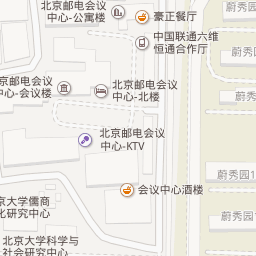 北京邮电会议
中心-公寓楼
豪正餐厅
中国联通六维
恒通合作厅
蔚秀园
北京邮电会议
中心-会议楼
北京邮电会议
中心-北楼
蔚秀园
北京邮电会议
中心-KTV
蔚秀园1
会议中心酒楼
京大学儒商
化研究中心
蔚秀园1
北京大学科学与
社会研究中心